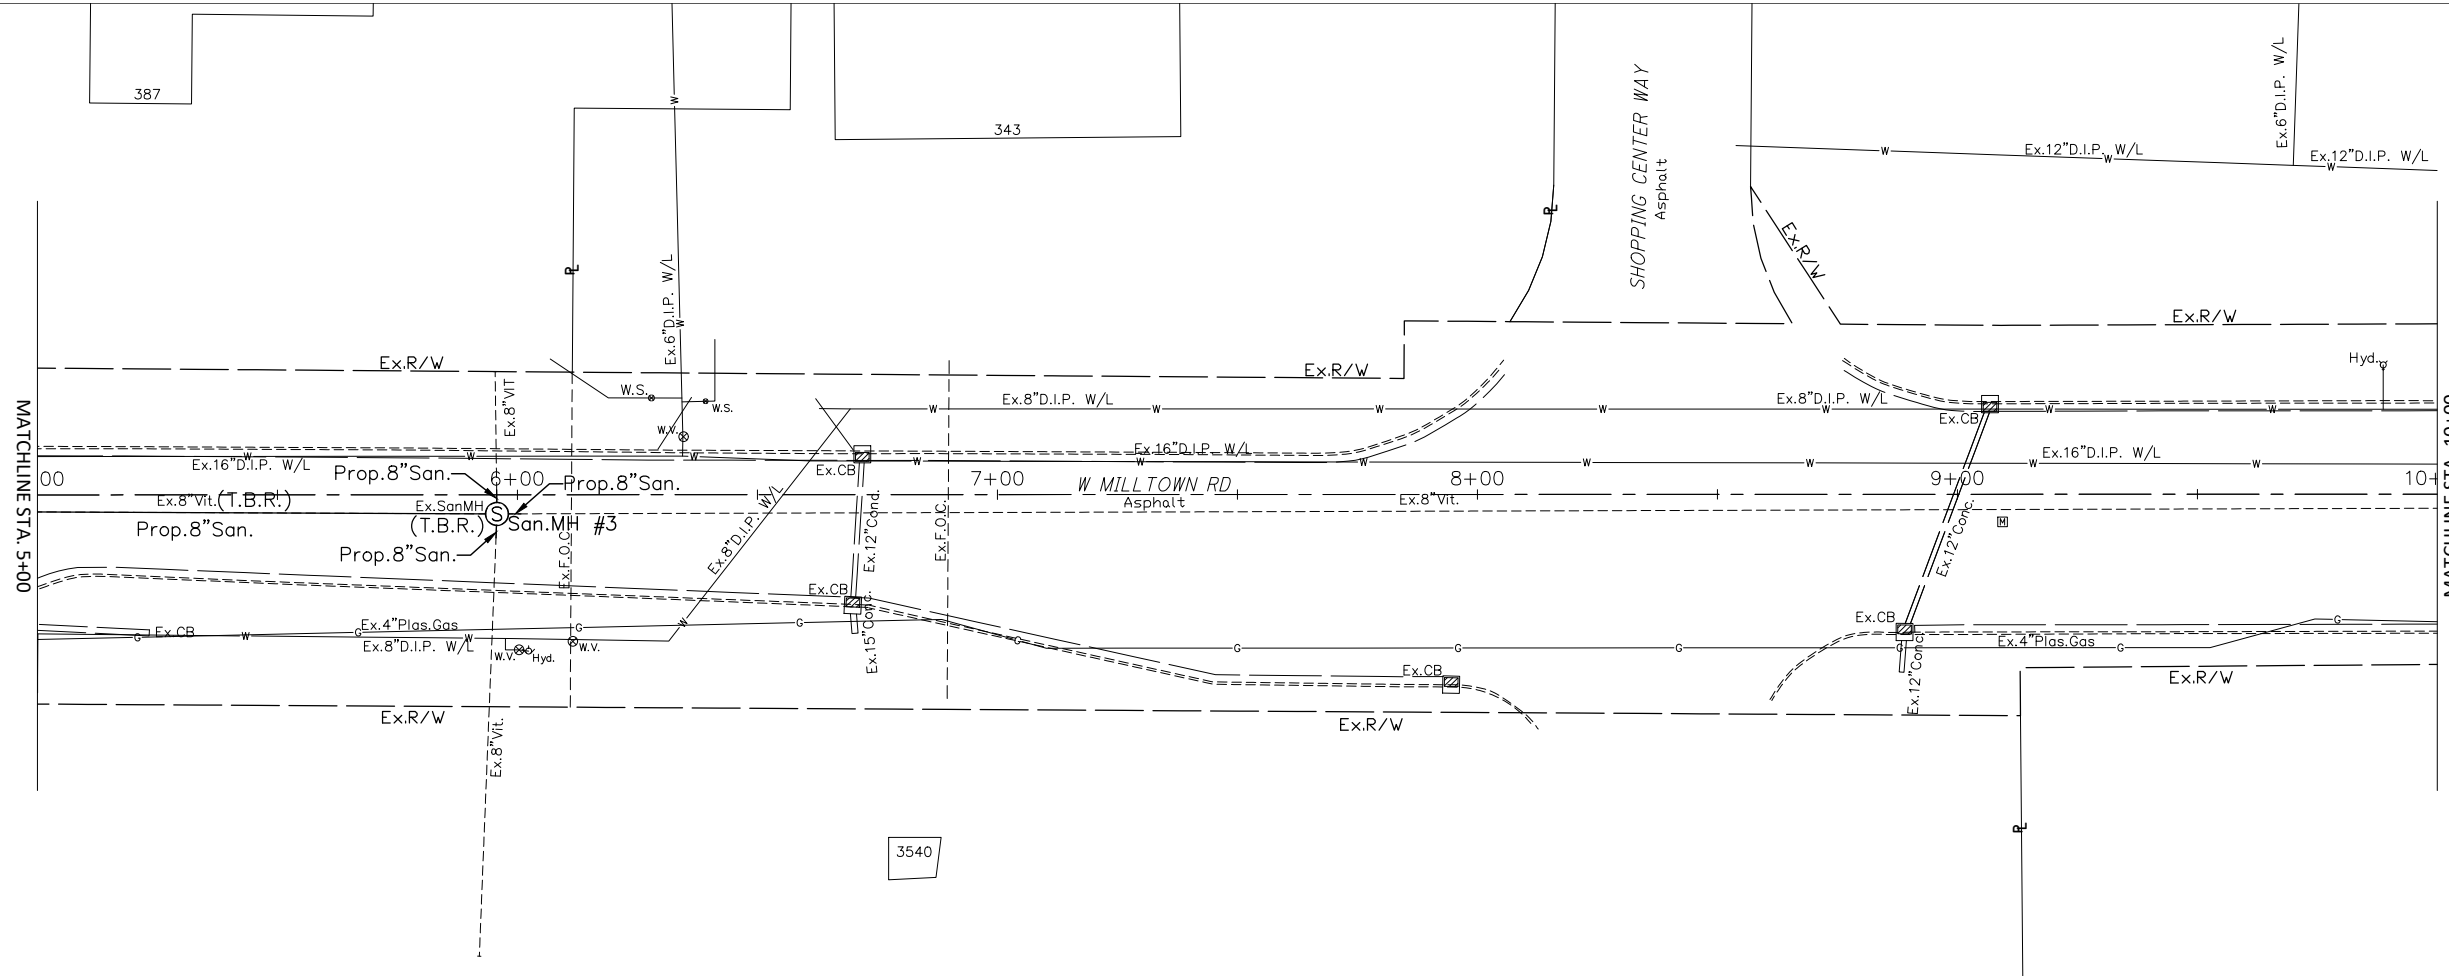 387
343
SHOPPING CENTER WAY
Asphalt
Ex.6"D.I.P. W/L
Ex.12"D.I.P. W/L
Ex.12"D.I.P. W/L
W
W
W
W
P
P
Ex.R/W
Ex.R/W
Ex.6"D.I.P. W/L
W
Ex.R/W
Ex.R/W
Hyd.
Ex.8"VIT
W.S.
W.S.
W.V.
Ex.8"D.I.P. W/L
Ex.8"D.I.P. W/L
W
W
W
W
W
W
W
Ex.CB
MATCHLINE STA. 5+00
Ex.16"D.I.P. W/L
Ex.16"D.I.P. W/L
Ex.16"D.I.P. W/L
W
W
W
W
W
W
W
W
W
W
Ex.CB
Prop.8"San.
Prop.8"San.
00
6+00
7+00
8+00
9+00
10+
W MILLTOWN RD
Asphalt
Ex.8"Vit.
(T.B.R.)
Ex.SanMH
(T.B.R.)
S
San.MH #3
Ex.8"Vit.
Prop.8"San.
Prop.8"San.
Ex.F.O.C.
Ex.8"D.I.P. W/L
W
Ex.12"Cond.
Ex.F.O.C.
Ex.12"Conc.
M
MATCHLINE STA. 10+00
Ex.CB
Ex.15"Conc.
Ex.CB
Ex.CB
Ex.4"Plas.Gas
Ex.8"D.I.P. W/L
W
W
G
G
G
G
G
G
G
G
G
G
G
W.V.
Hyd.
W.V.
Ex.4"Plas.Gas
Ex.CB
Ex.12"Conc.
Ex.R/W
Ex.R/W
Ex.R/W
Ex.8"Vit.
P
3540